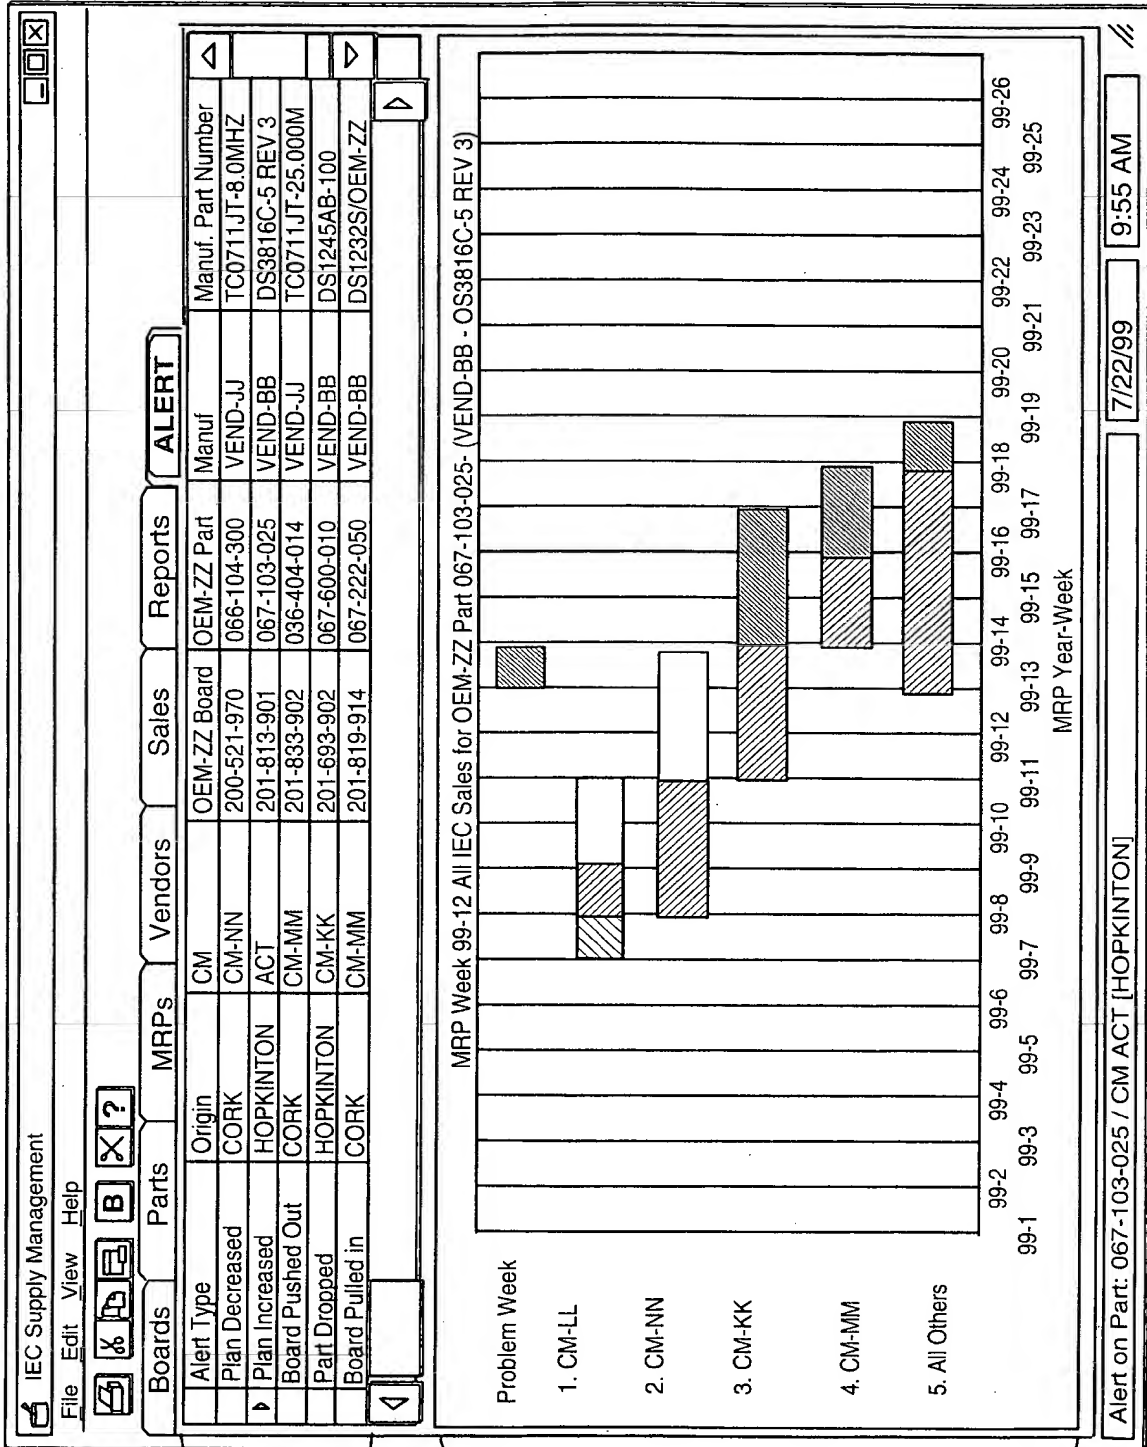 IEC Supply Management
File Edit View Help
B ?
Boards Parts MRPs Vendors Sales Reports ALERT
Alert Type Origin CM OEM-ZZ Board OEM-ZZ Part Manuf Manuf. Part Number
Plan Decreased CORK CM-NN 200-521-970 066-104-300 VEND-JJ TC0711JT-8.0MHZ
Plan Increased HOPKINTON ACT 201-813-901 067-103-025 VEND-BB DS3816C-5 REV 3
Board Pushed Out CORK CM-MM 201-833-902 036-404-014 VEND-JJ TC0711JT-25.000M
Part Dropped HOPKINTON CM-KK 201-693-902 067-600-010 VEND-BB DS1245AB-100
Board Pulled in CORK CM-MM 201-819-914 067-222-050 VEND-BB DS1232S/OEM-ZZ
MRP Week 99-12 All IEC Sales for OEM-ZZ Part 067-103-025- (VEND-BB - OS3816C-5 REV 3)
Problem Week
1. CM-LL
2. CM-NN
3. CM-KK
4. CM-MM
5. All Others
99-2 99-4 99-6 99-8 99-10 99-12 99-14 99-16 99-18 99-20 99-22 99-24 99-26
99-1 99-3 99-5 99-7 99-9 99-11 99-13 99-15 99-17 99-19 99-21 99-23 99-25
MRP Year-Week
Alert on Part: 067-103-025 / CM ACT [HOPKINTON] 7/22/99 9:55 AM